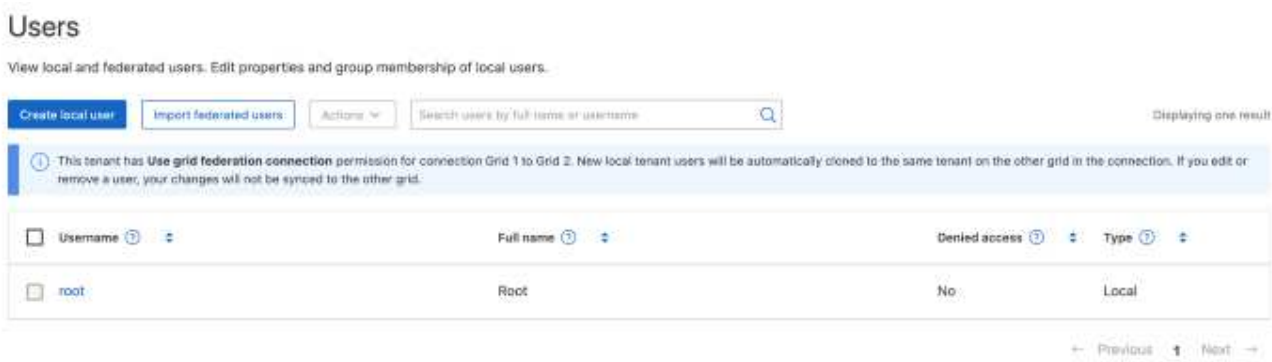 Users
View local and federated users. Edit properties and group membership of local users.
Create local user Import federated users Actions Search users by full name or username Displaying one result
This tenant has Use grid federation connection permission for connection Grid 1 to Grid 2. New local tenant users will be automatically cloned to the same tenant on the other grid in the connection. If you edit or
remove a user, your changes will not be synced to the other grid.
Username Full name Denied access Type
root Root No Local
← Previous 1 Next →